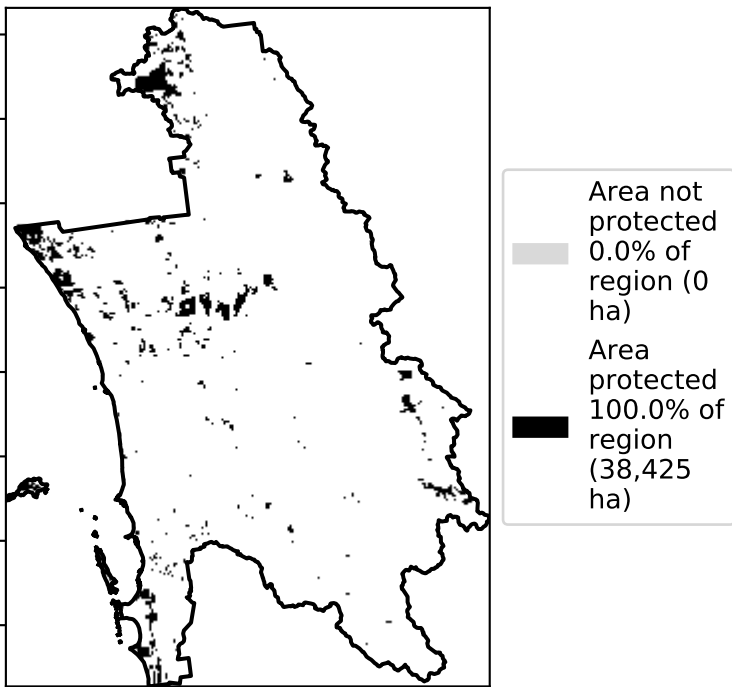 Area not
protected
0.0% of
region (0
ha)
Area
protected
100.0% of
region
(38,425
ha)